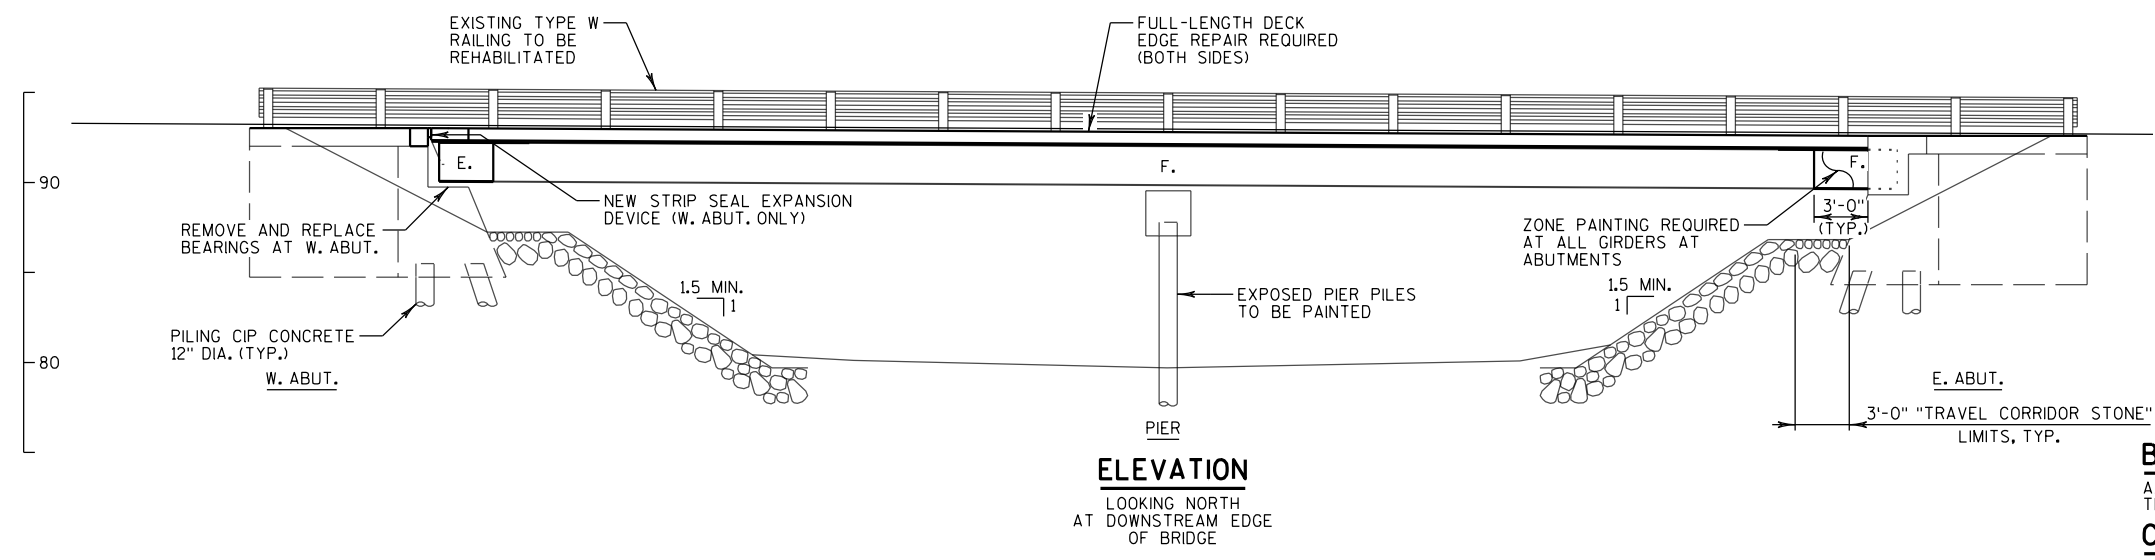 EXISTING TYPE W
RAILING TO BE
REHABILITATED
FULL-LENGTH DECK
EDGE REPAIR REQUIRED
(BOTH SIDES)
90
80
E.
F.
F.
NEW STRIP SEAL EXPANSION
DEVICE (W. ABUT. ONLY)
REMOVE AND REPLACE
BEARINGS AT W. ABUT.
ZONE PAINTING REQUIRED
AT ALL GIRDERS AT
ABUTMENTS
3'-0"
(TYP.)
1.5 MIN.
1
EXPOSED PIER PILES
TO BE PAINTED
1.5 MIN.
1
PILING CIP CONCRETE
12" DIA. (TYP.)
W. ABUT.
E. ABUT.
3'-0" "TRAVEL CORRIDOR STONE"
LIMITS, TYP.
PIER
ELEVATION
LOOKING NORTH
AT DOWNSTREAM EDGE
OF BRIDGE